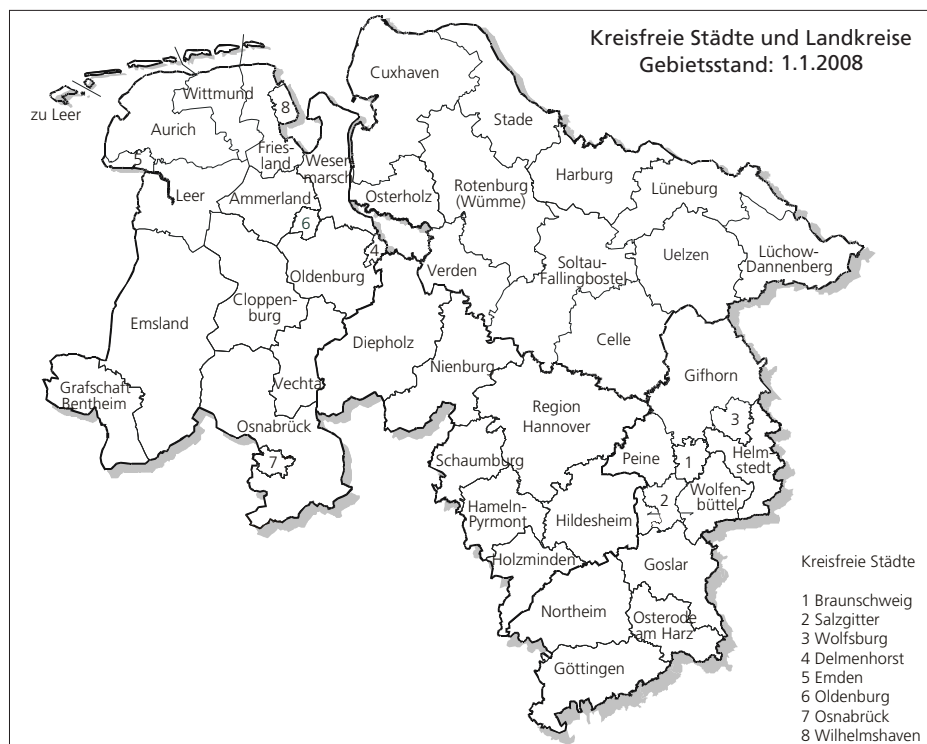 Kreisfreie Städte und Landkreise
Gebietsstand: 1.1.2008
zu Leer
Cuxhaven
Wittmund
8
Stade
Aurich
Fries-
land
Weser
marsch
5
Harburg
Lüneburg
Leer
Ammerland
Osterholz
Rotenburg
(Wümme)
6
4
Oldenburg
Verden
Soltau-
Fallingbostel
Uelzen
Lüchow-
Dannenberg
Cloppen-
burg
Emsland
Diepholz
Celle
Nienburg
Vechta
Gifhorn
Grafschaft
Bentheim
Region
Hannover
3
Osnabrück
7
Schaumburg
Peine
1
Helm-
stedt
2
Wolfen-
büttel
Hameln-
Pyrmont
Hildesheim
Holzminden
Goslar
Northeim
Osterode
am Harz
Göttingen
Kreisfreie Städte
1 Braunschweig
2 Salzgitter
3 Wolfsburg
4 Delmenhorst
5 Emden
6 Oldenburg
7 Osnabrück
8 Wilhelmshaven